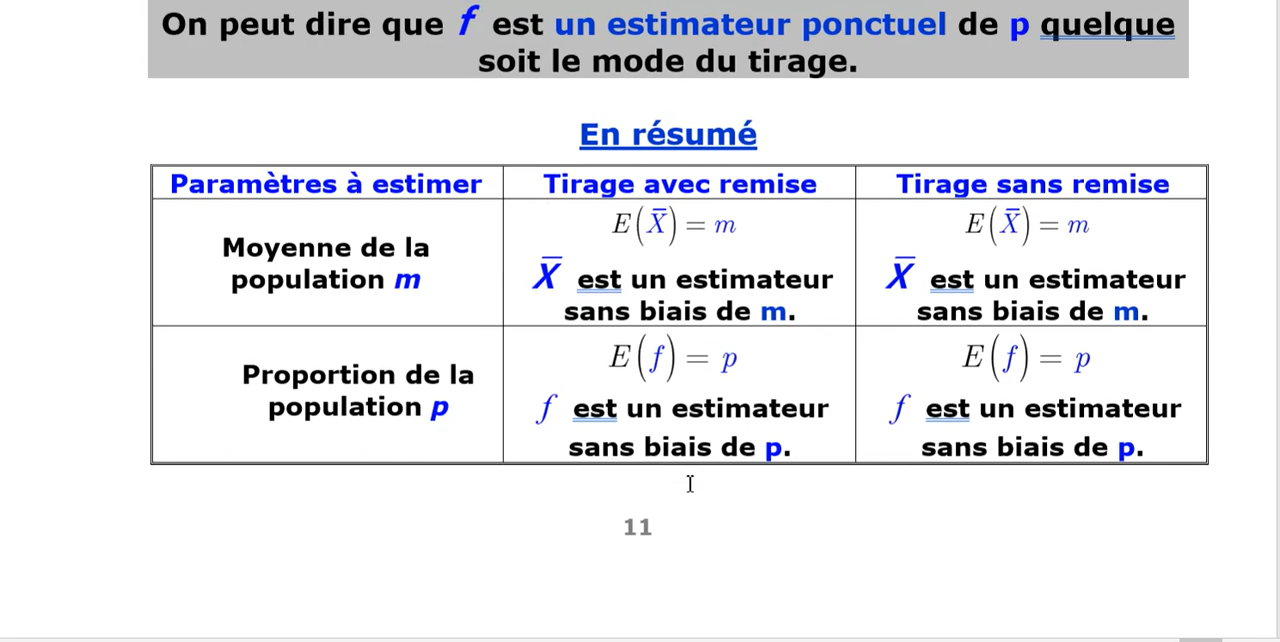 On peut dire que f est un estimateur ponctuel de p quelque
soit le mode du tirage.
En résumé
Paramètres à estimer
Tirage avec remise
Tirage sans remise
Moyenne de la
population m
E(X̅) = m
X̅ est un estimateur
sans biais de m.
E(X̅) = m
X̅ est un estimateur
sans biais de m.
Proportion de la
population p
E(f) = p
f est un estimateur
sans biais de p.
E(f) = p
f est un estimateur
sans biais de p.
11